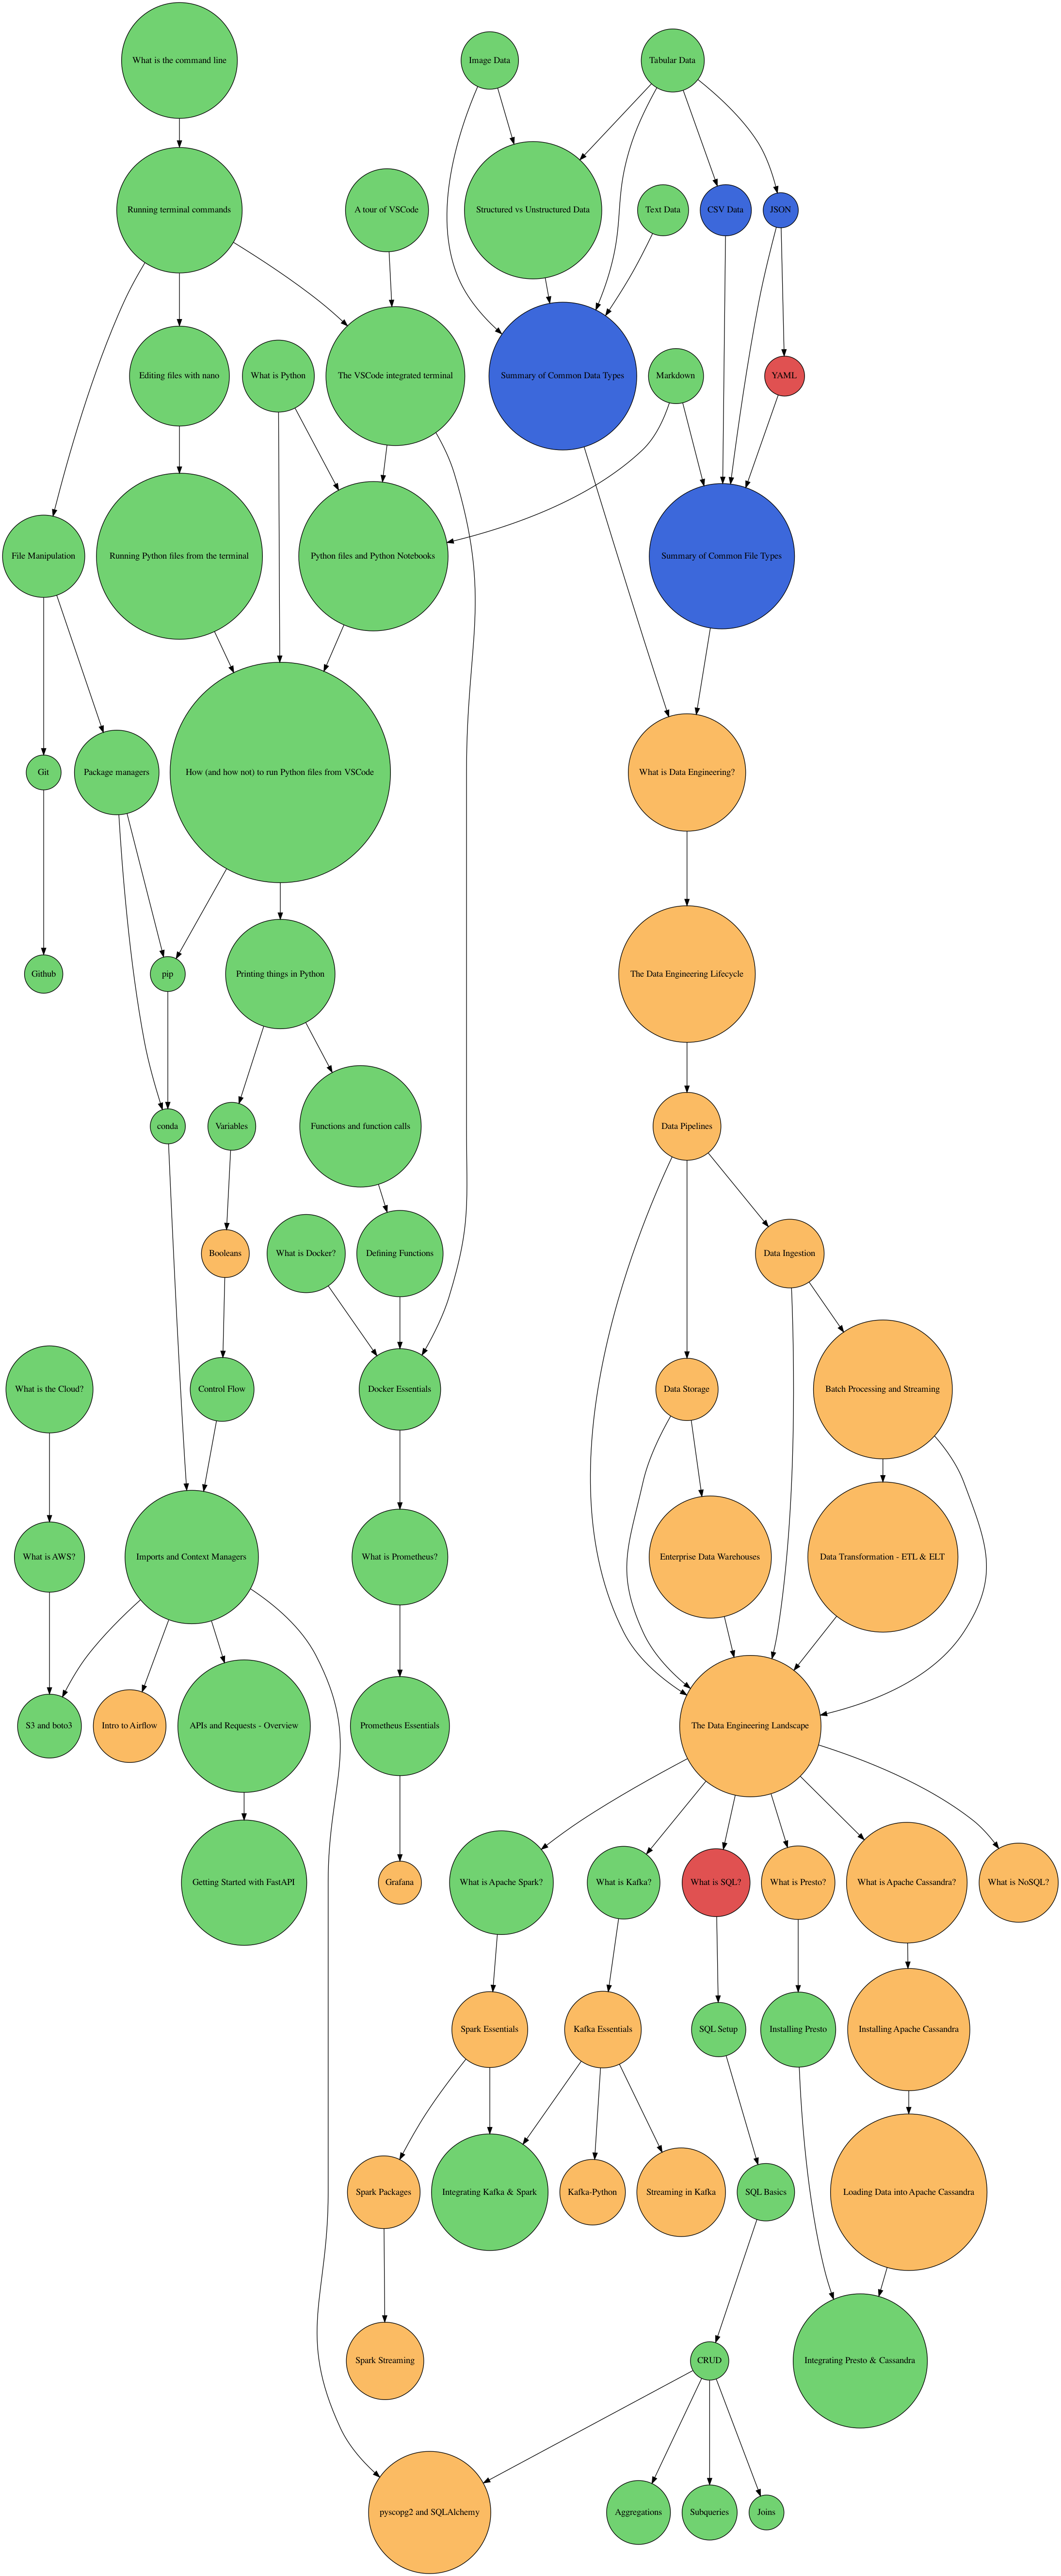 What is the command line
Image Data
Tabular Data
Running terminal commands
A tour of VSCode
Structured vs Unstructured Data
Text Data
CSV Data
JSON
Editing files with nano
What is Python
The VSCode integrated terminal
Summary of Common Data Types
Markdown
YAML
File Manipulation
Running Python files from the terminal
Python files and Python Notebooks
Summary of Common File Types
Git
Package managers
How (and how not) to run Python files from VSCode
What is Data Engineering?
Github
pip
Printing things in Python
The Data Engineering Lifecycle
conda
Variables
Functions and function calls
Data Pipelines
Booleans
What is Docker?
Defining Functions
Data Ingestion
What is the Cloud?
Control Flow
Docker Essentials
Data Storage
Batch Processing and Streaming
What is AWS?
Imports and Context Managers
What is Prometheus?
Enterprise Data Warehouses
Data Transformation - ETL & ELT
S3 and boto3
Intro to Airflow
APIs and Requests - Overview
Prometheus Essentials
The Data Engineering Landscape
Getting Started with FastAPI
Grafana
What is Apache Spark?
What is Kafka?
What is SQL?
What is Presto?
What is Apache Cassandra?
What is NoSQL?
Spark Essentials
Kafka Essentials
SQL Setup
Installing Presto
Installing Apache Cassandra
Spark Packages
Integrating Kafka & Spark
Kafka-Python
Streaming in Kafka
SQL Basics
Loading Data into Apache Cassandra
Spark Streaming
CRUD
Integrating Presto & Cassandra
pyscopg2 and SQLAlchemy
Aggregations
Subqueries
Joins